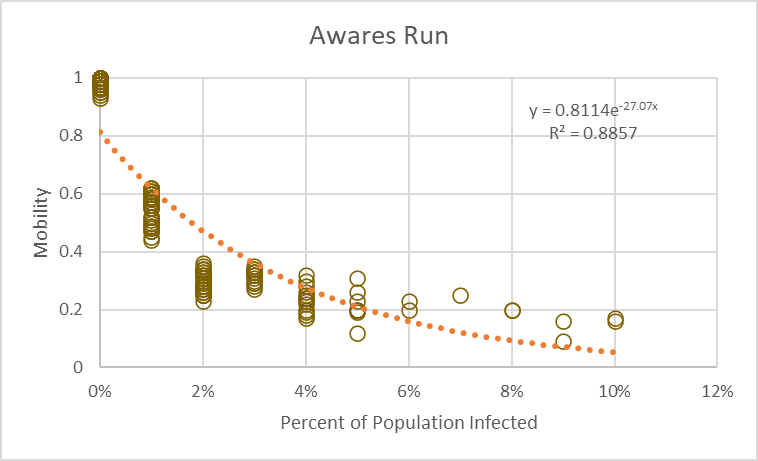 Awares Run
y = 0.8114e^-27.07x
R² = 0.8857
1
0.8
0.6
0.4
0.2
0
Mobility
0% 2% 4% 6% 8% 10% 12%
Percent of Population Infected